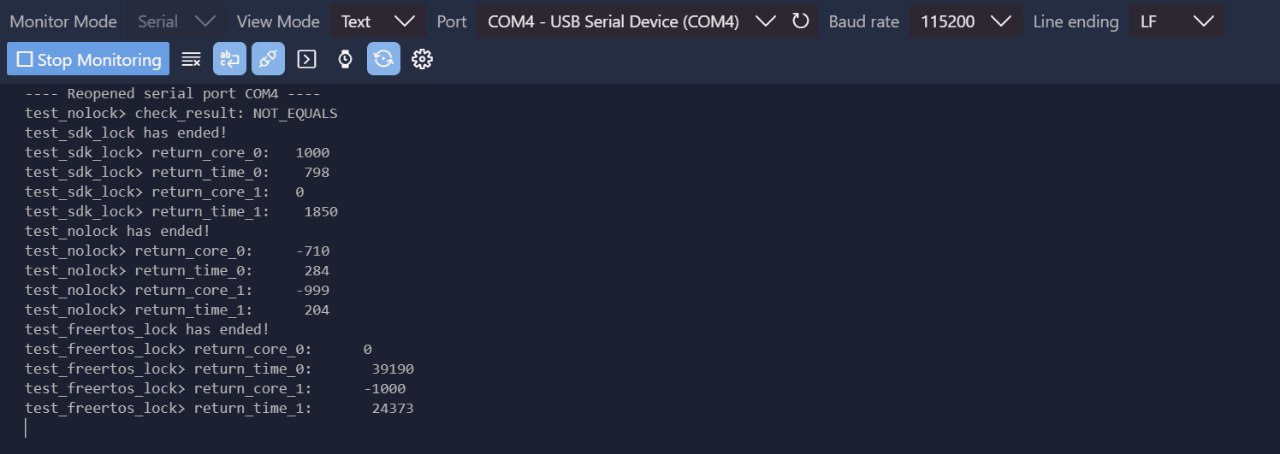 Monitor Mode Serial View Mode Text Port COM4 - USB Serial Device (COM4) Baud rate 115200 Line ending LF
Stop Monitoring
---- Reopened serial port COM4 ----
test_nolock> check_result: NOT_EQUALS
test_sdk_lock has ended!
test_sdk_lock> return_core_0: 1000
test_sdk_lock> return_time_0: 798
test_sdk_lock> return_core_1: 0
test_sdk_lock> return_time_1: 1850
test_nolock has ended!
test_nolock> return_core_0: -710
test_nolock> return_time_0: 284
test_nolock> return_core_1: -999
test_nolock> return_time_1: 204
test_freertos_lock has ended!
test_freertos_lock> return_core_0: 0
test_freertos_lock> return_time_0: 39190
test_freertos_lock> return_core_1: -1000
test_freertos_lock> return_time_1: 24373